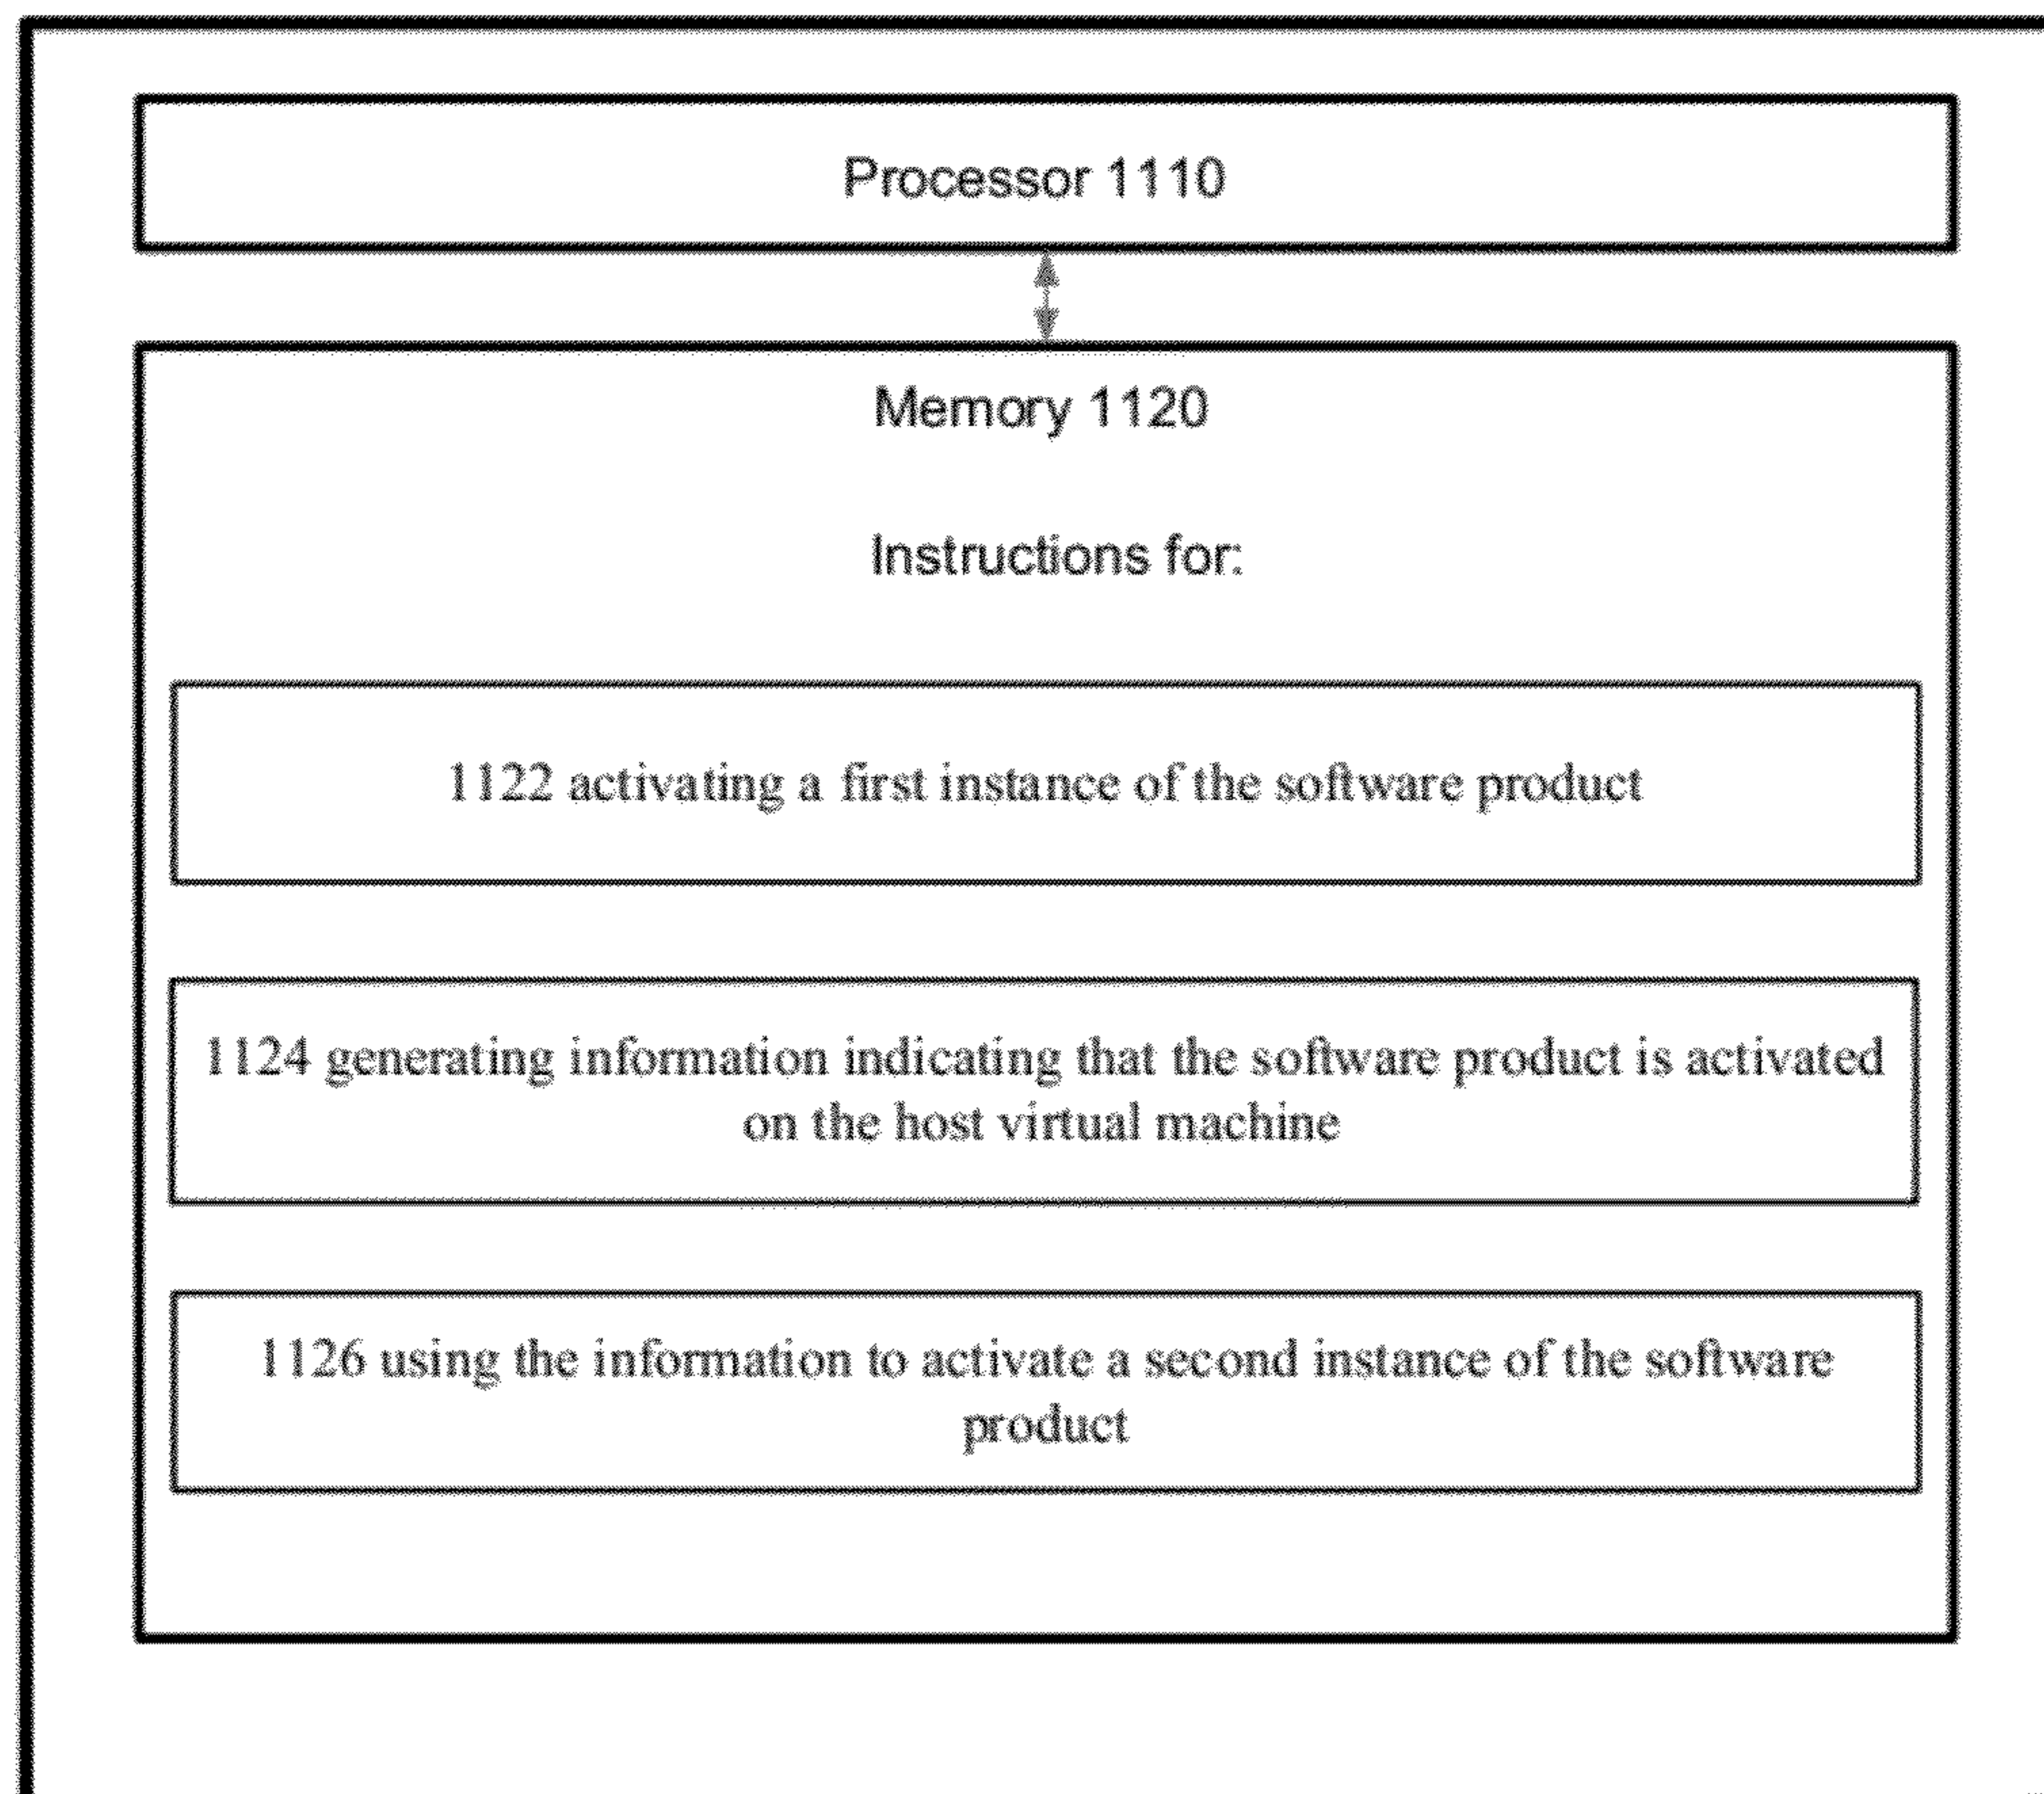 Processor 1110
Memory 1120
Instructions for:
1122 activating a first instance of the software product
1124 generating information indicating that the software product is activated
on the host virtual machine
1126 using the information to activate a second instance of the software
product